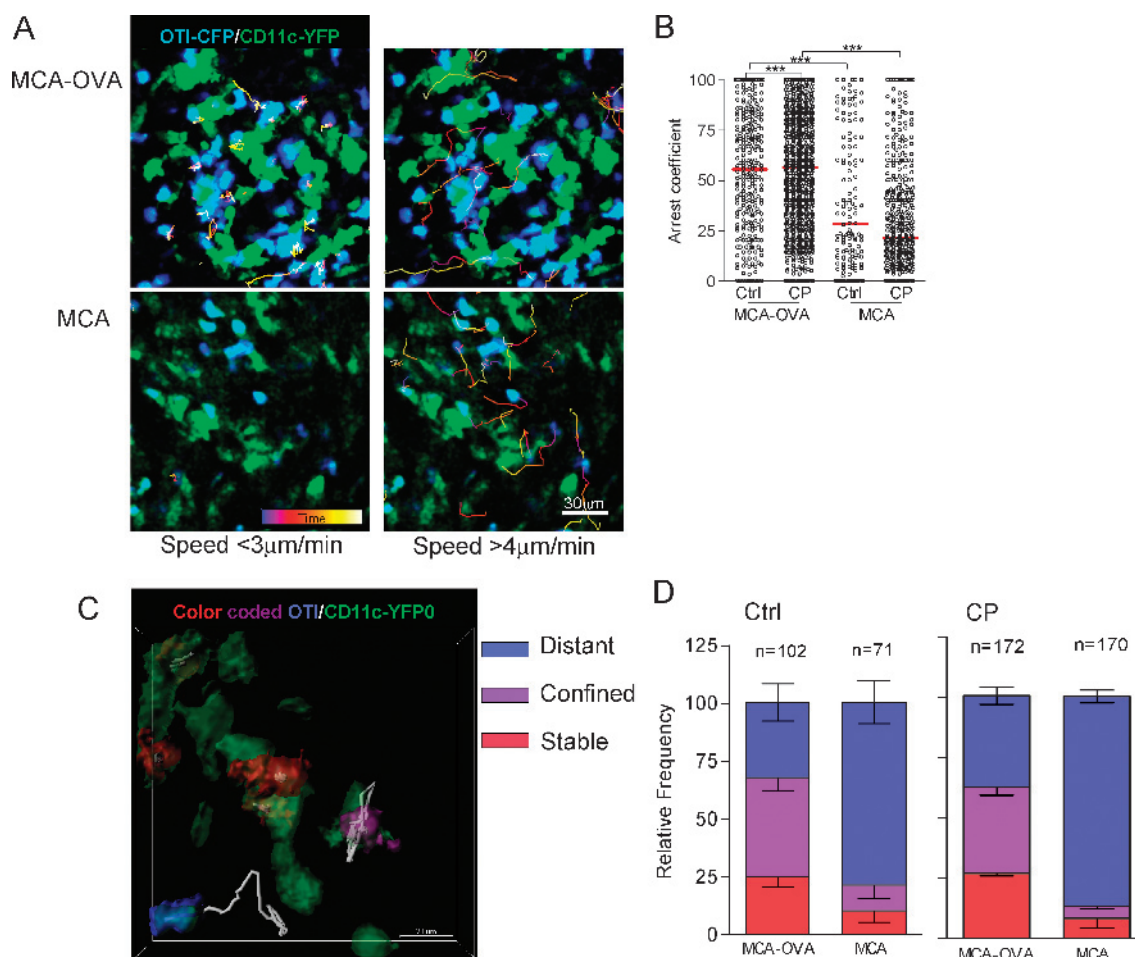 A
OTI-CFP/CD11c-YFP
MCA-OVA
MCA
Time
30μm
Speed <3μm/min
Speed >4μm/min
B
***
***
***
Arrest coefficient
100
75
50
25
0
Ctrl
CP
Ctrl
CP
MCA-OVA
MCA
C
Color coded OTI/CD11c-YFP0
Distant
Confined
Stable
D
Ctrl
CP
Relative Frequency
125
100
75
50
25
0
n=102
n=71
n=172
n=170
MCA-OVA
MCA
MCA-OVA
MCA